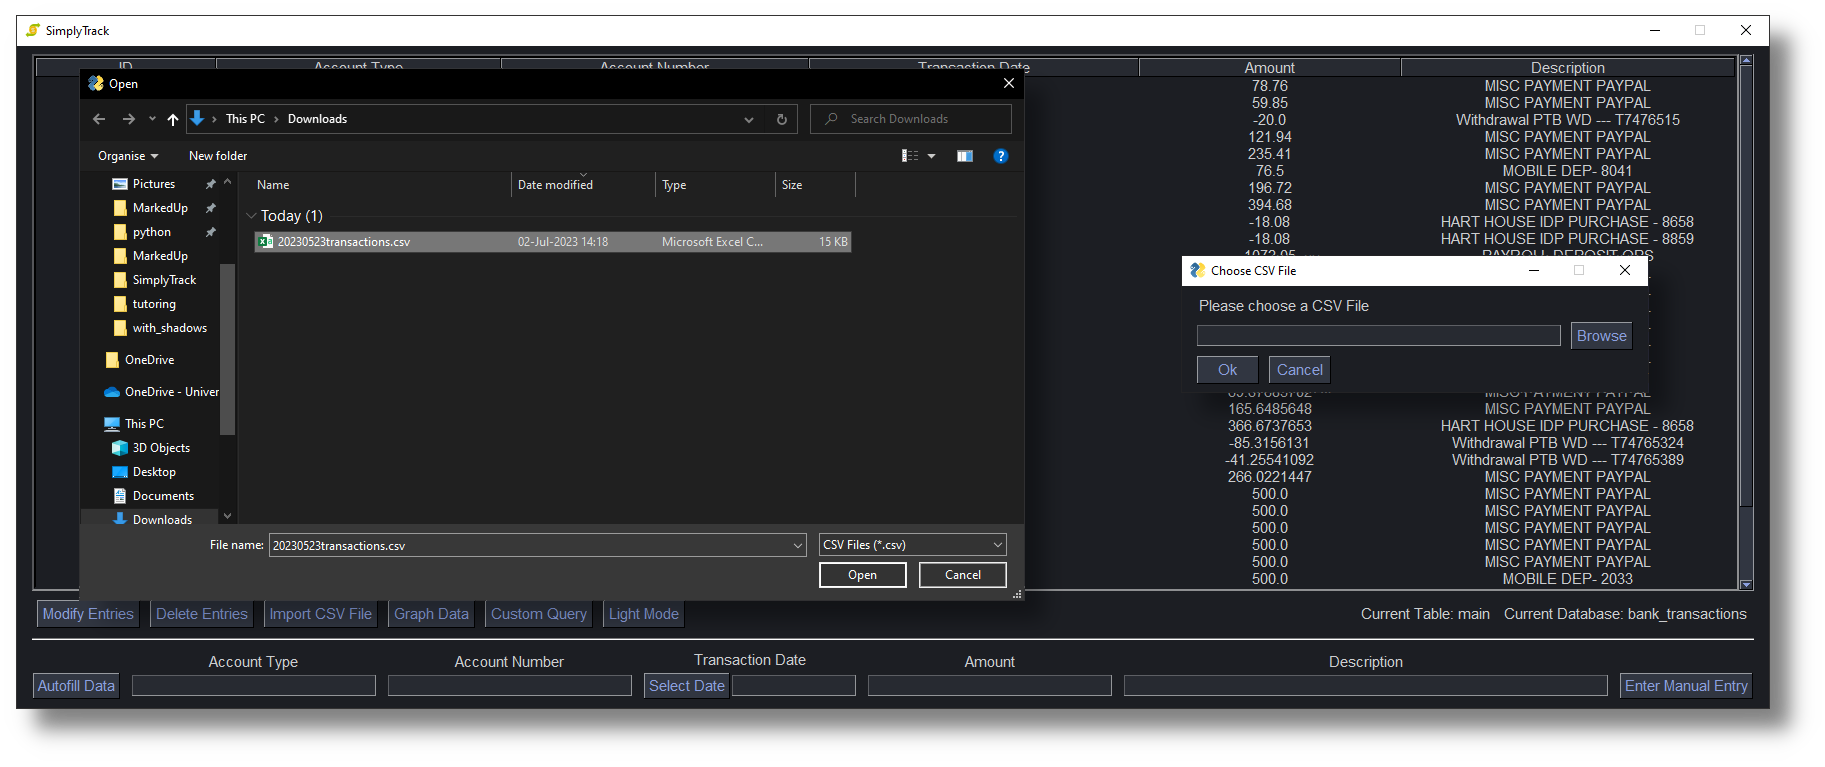 SimplyTrack
ID Account Type Account Number Transaction Date Amount Description
Open
This PC > Downloads
Search Downloads
Organise New folder
Name Date modified Type Size
Pictures
MarkedUp
python
MarkedUp
SimplyTrack
tutoring
with_shadows
OneDrive
OneDrive - Univer
This PC
3D Objects
Desktop
Documents
Downloads
Today (1)
20230523transactions.csv 02-Jul-2023 14:18 Microsoft Excel C... 15 KB
File name: 20230523transactions.csv CSV Files (*.csv)
Open Cancel
78.76 MISC PAYMENT PAYPAL
59.85 MISC PAYMENT PAYPAL
-20.0 Withdrawal PTB WD --- T7476515
121.94 MISC PAYMENT PAYPAL
235.41 MISC PAYMENT PAYPAL
76.5 MOBILE DEP- 8041
196.72 MISC PAYMENT PAYPAL
394.68 MISC PAYMENT PAYPAL
-18.08 HART HOUSE IDP PURCHASE - 8658
-18.08 HART HOUSE IDP PURCHASE - 8859
PAYROLL DEPOSIT OPS
Choose CSV File
Please choose a CSV File
Browse
Ok Cancel
MISC PAYMENT PAYPAL
165.6485648 MISC PAYMENT PAYPAL
366.6737653 HART HOUSE IDP PURCHASE - 8658
-85.3156131 Withdrawal PTB WD --- T74765324
-41.25541092 Withdrawal PTB WD --- T74765389
266.0221447 MISC PAYMENT PAYPAL
500.0 MISC PAYMENT PAYPAL
500.0 MISC PAYMENT PAYPAL
500.0 MISC PAYMENT PAYPAL
500.0 MISC PAYMENT PAYPAL
500.0 MISC PAYMENT PAYPAL
500.0 MOBILE DEP- 2033
Modify Entries Delete Entries Import CSV File Graph Data Custom Query Light Mode Current Table: main Current Database: bank_transactions
Account Type Account Number Transaction Date Amount Description
Autofill Data Select Date Enter Manual Entry